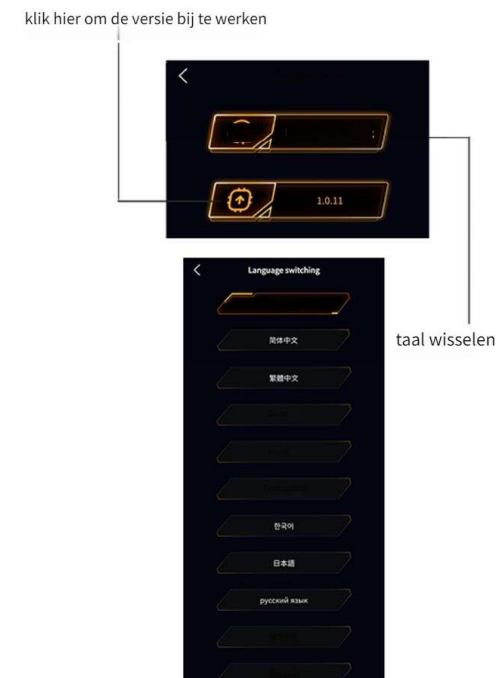 klik hier om de versie bij te werken
1.0.11
Language switching
简体中文
taal wisselen
繁體中文
한국어
日本語
русский язык